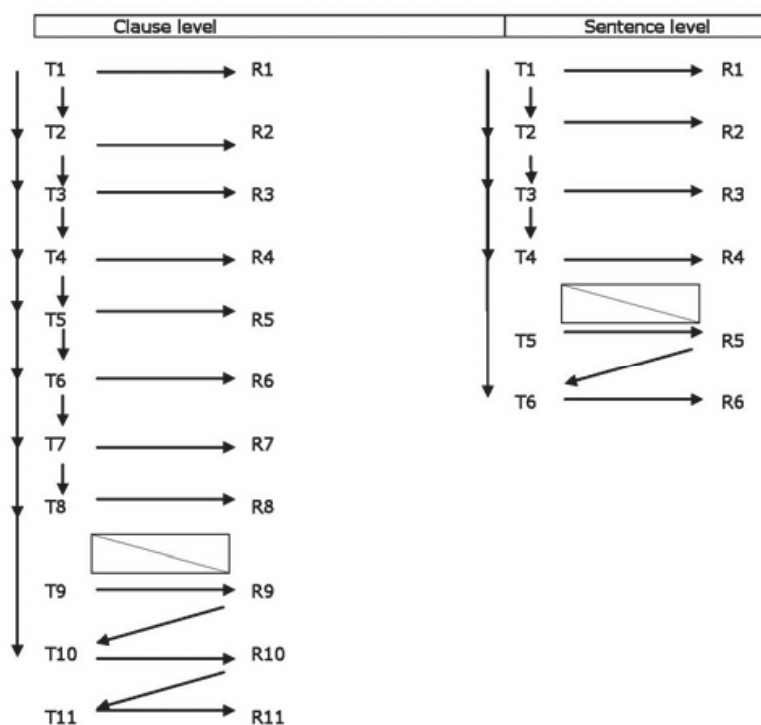 Clause level Sentence level
T1 R1 T1 R1
T2 R2 T2 R2
T3 R3 T3 R3
T4 R4 T4 R4
T5 R5 T5 R5
T6 R6 T6 R6
T7 R7
T8 R8
T9 R9
T10 R10
T11 R11